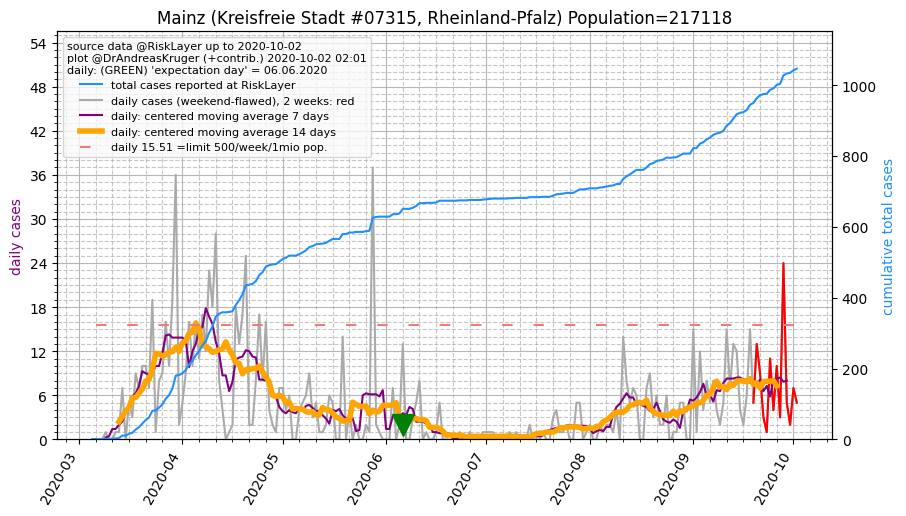 Mainz (Kreisfreie Stadt #07315, Rheinland-Pfalz) Population=217118
source data @RiskLayer up to 2020-10-02
plot @DrAndreasKruger (+contrib.) 2020-10-02 02:01
daily: (GREEN) 'expectation day' = 06.06.2020
total cases reported at RiskLayer
daily cases (weekend-flawed), 2 weeks: red
daily: centered moving average 7 days
daily: centered moving average 14 days
daily 15.51 =limit 500/week/1mio pop.
daily cases
54
48
42
36
30
24
18
12
6
0
1000
800
600
400
200
0
cumulative total cases
2020-03
2020-04
2020-05
2020-06
2020-07
2020-08
2020-09
2020-10